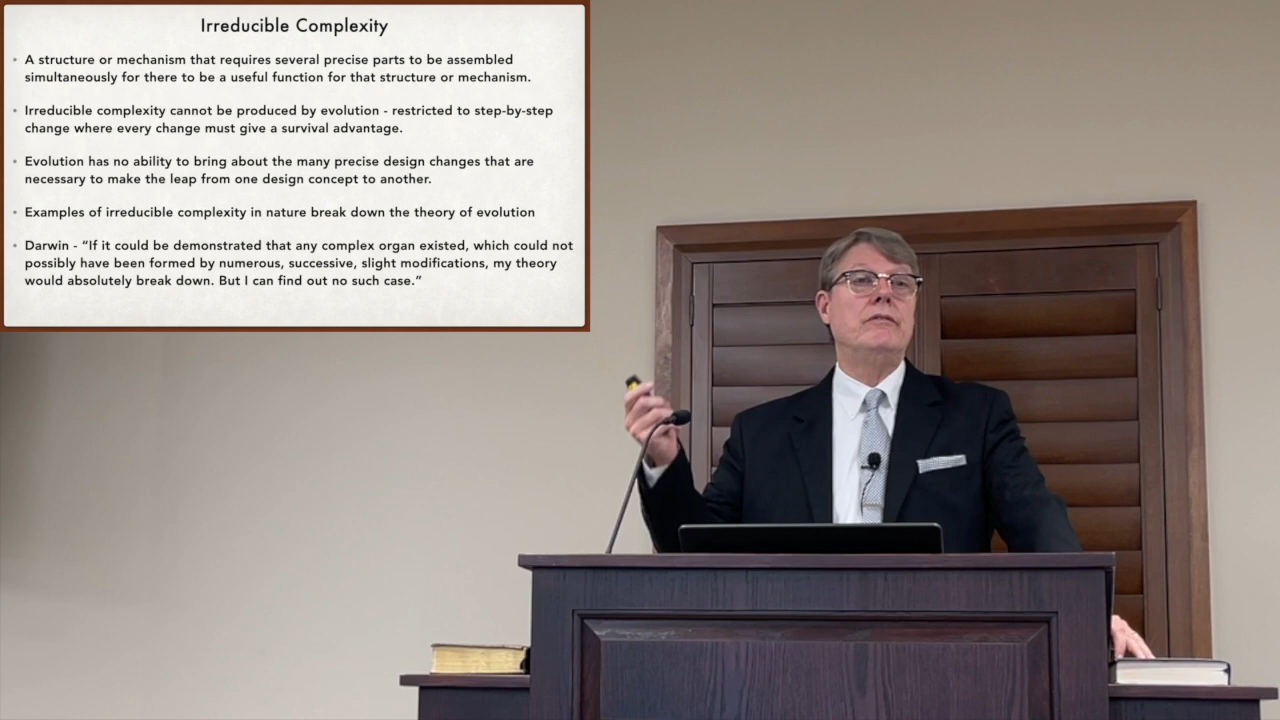 Irreducible Complexity
• A structure or mechanism that requires several precise parts to be assembled
simultaneously for there to be a useful function for that structure or mechanism.
• Irreducible complexity cannot be produced by evolution - restricted to step-by-step
change where every change must give a survival advantage.
• Evolution has no ability to bring about the many precise design changes that are
necessary to make the leap from one design concept to another.
• Examples of irreducible complexity in nature break down the theory of evolution
• Darwin - “If it could be demonstrated that any complex organ existed, which could not
possibly have been formed by numerous, successive, slight modifications, my theory
would absolutely break down. But I can find out no such case.”